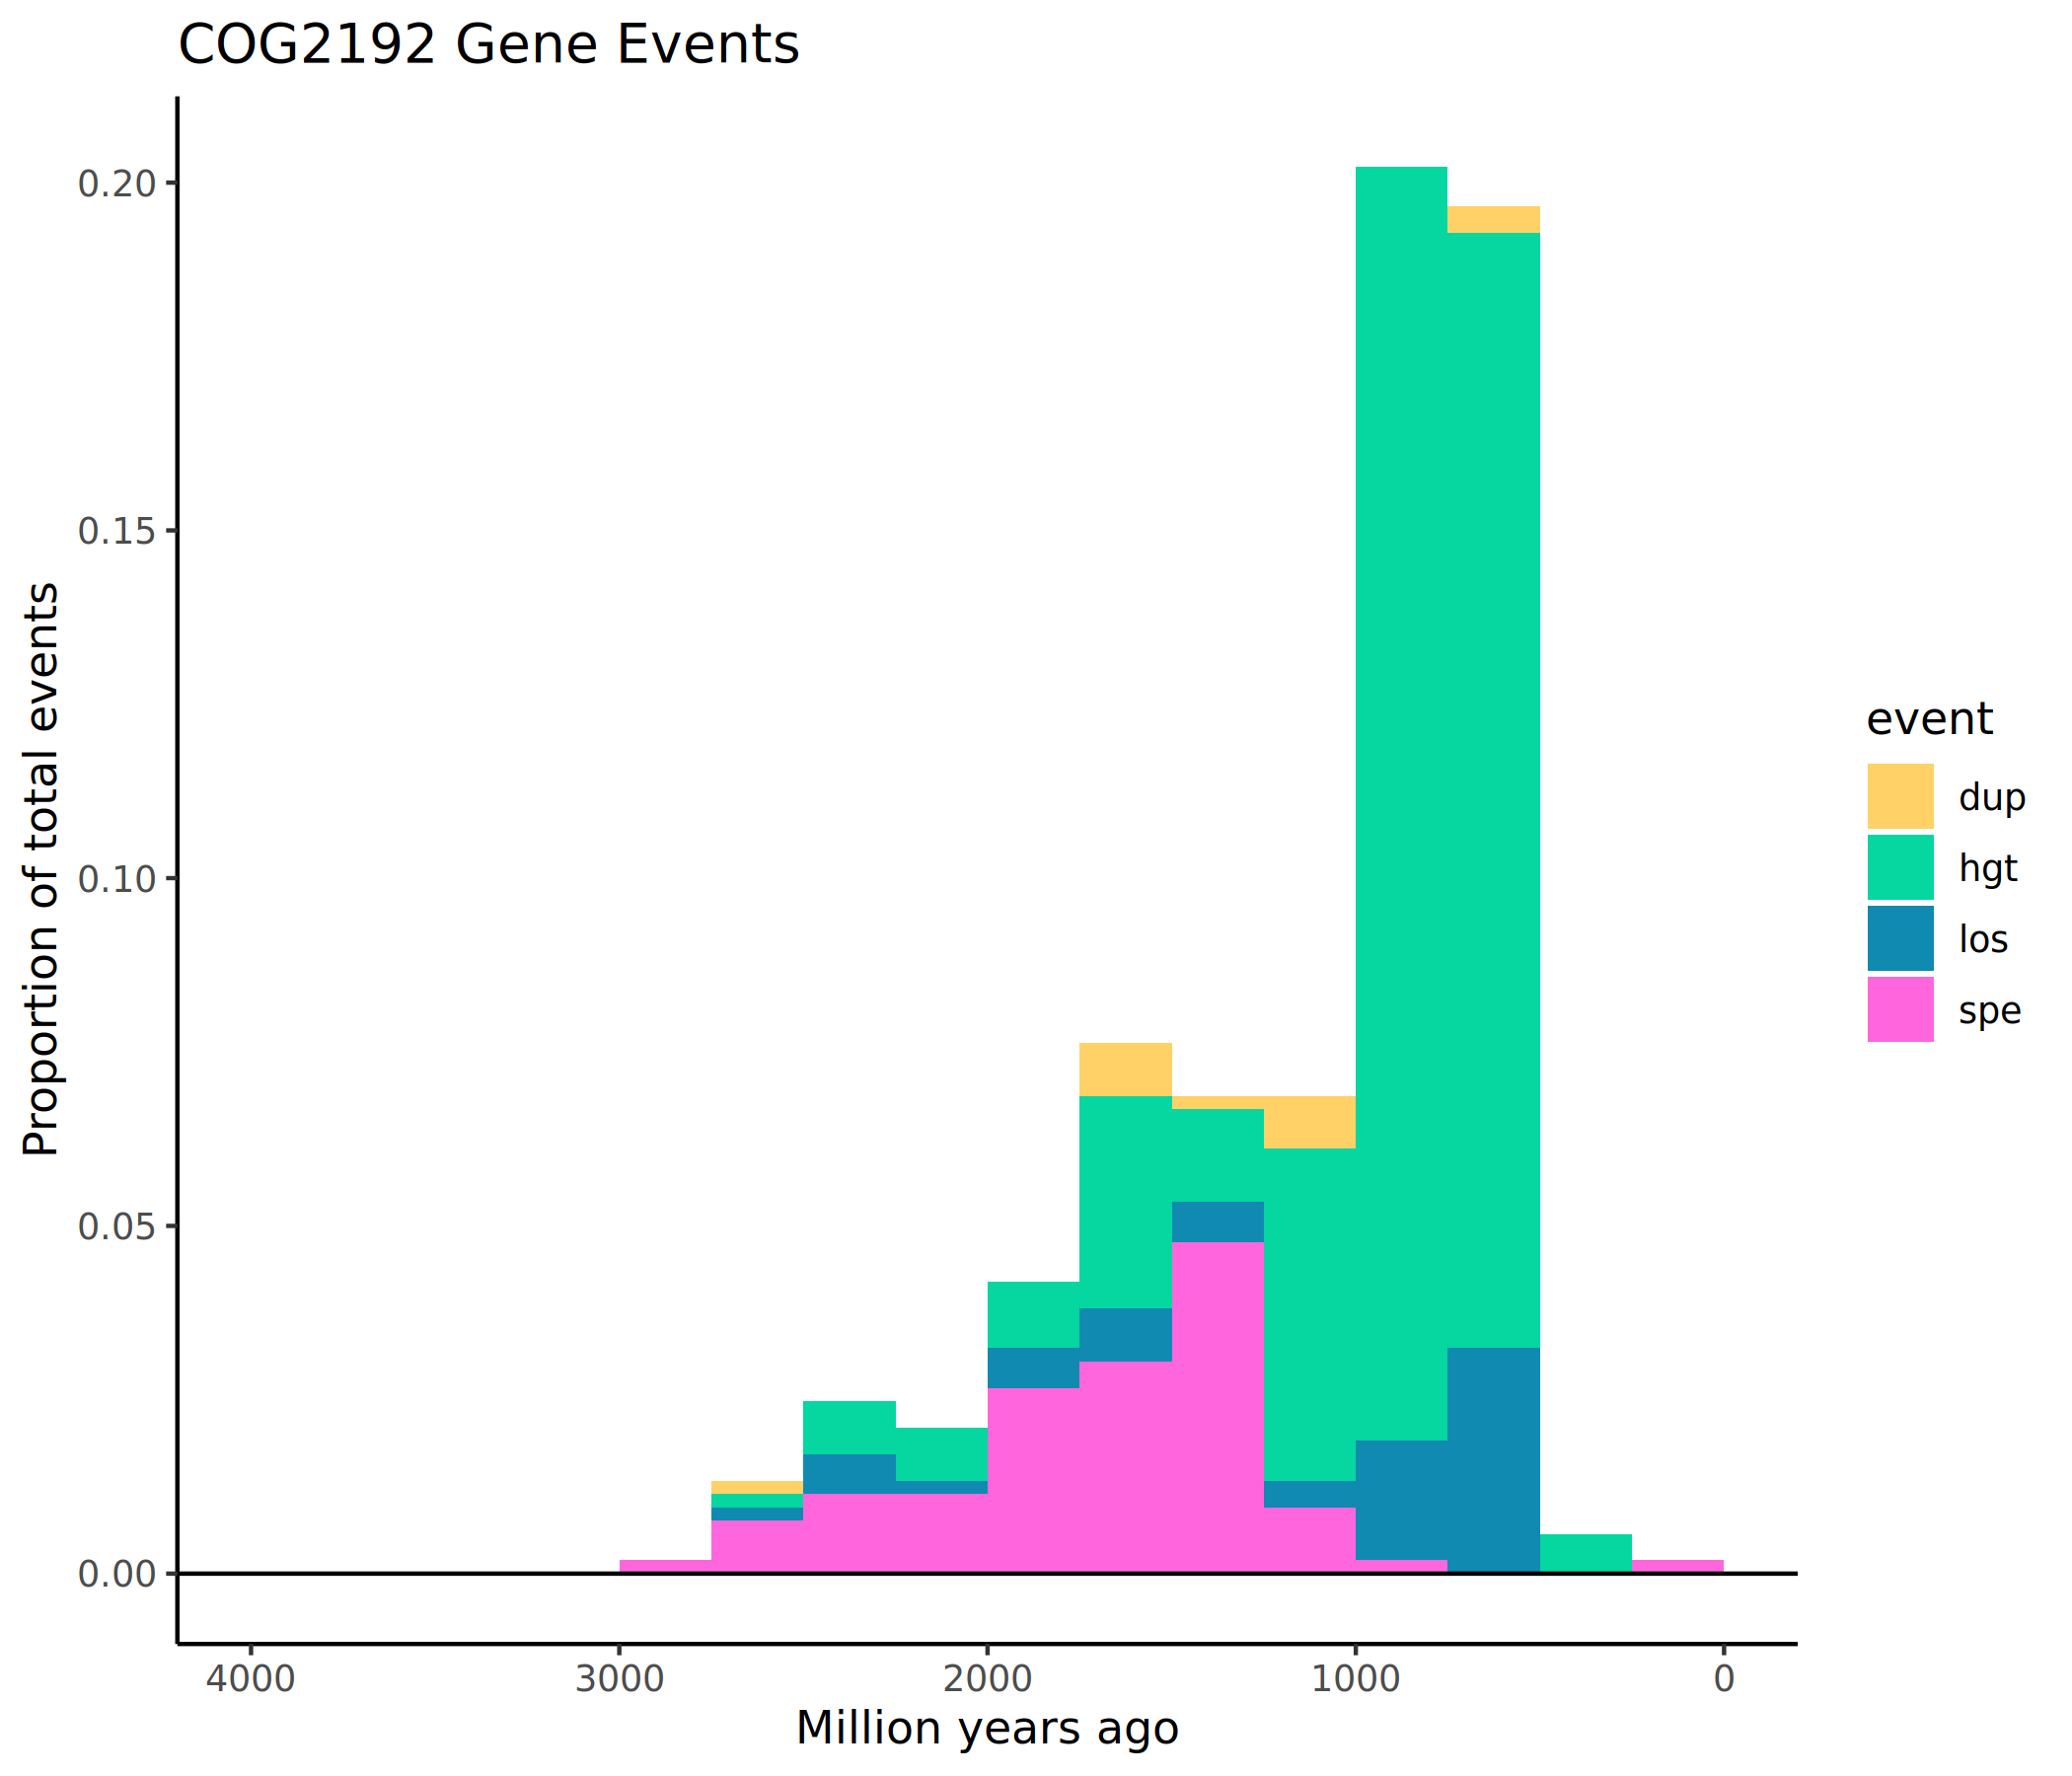 COG2192 Gene Events
Proportion of total events
0.20
0.15
0.10
0.05
0.00
4000 3000 2000 1000 0
Million years ago
event
dup
hgt
los
spe